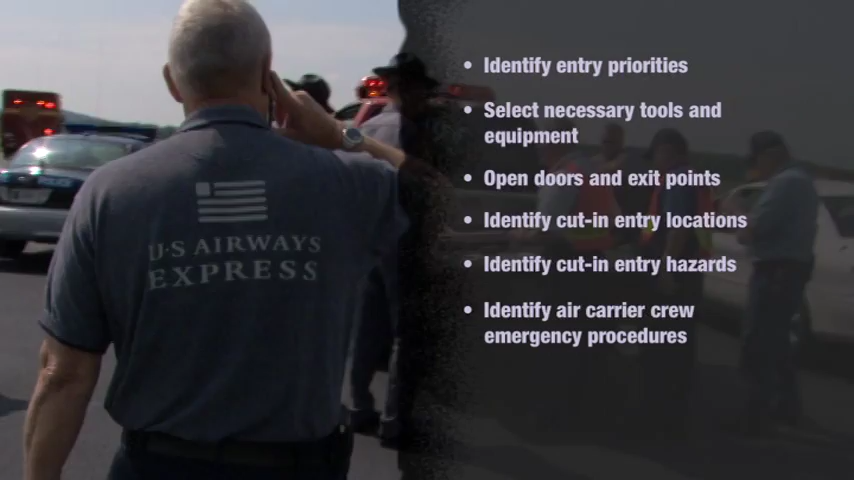 U·S AIRWAYS
EXPRESS
• Identify entry priorities
• Select necessary tools and
equipment
• Open doors and exit points
• Identify cut-in entry locations
• Identify cut-in entry hazards
• Identify air carrier crew
emergency procedures